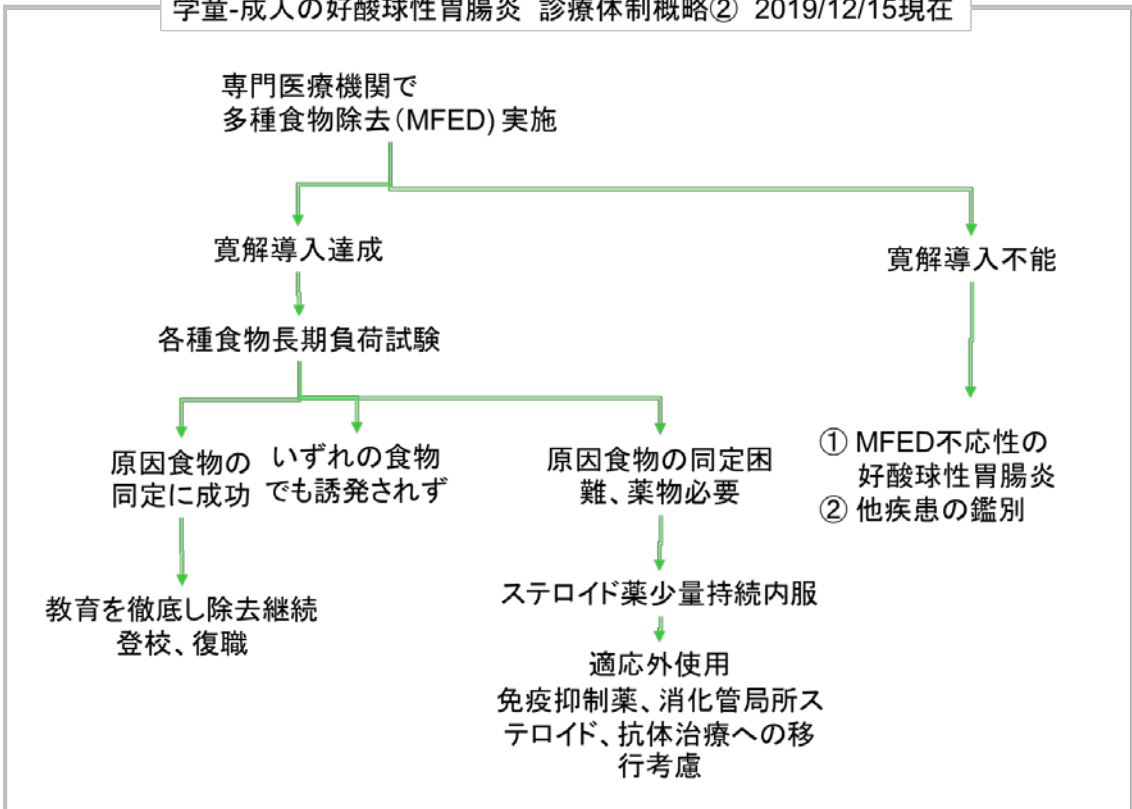 学童-成人の好酸球性胃腸炎 診療体制概略② 2019/12/15現在
専門医療機関で
多種食物除去(MFED) 実施
寛解導入達成
寛解導入不能
各種食物長期負荷試験
原因食物の
同定に成功
いずれの食物
でも誘発されず
原因食物の同定困
難、薬物必要
① MFED不応性の
好酸球性胃腸炎
② 他疾患の鑑別
教育を徹底し除去継続
登校、復職
ステロイド薬少量持続内服
適応外使用
免疫抑制薬、消化管局所ス
テロイド、抗体治療への移
行考慮